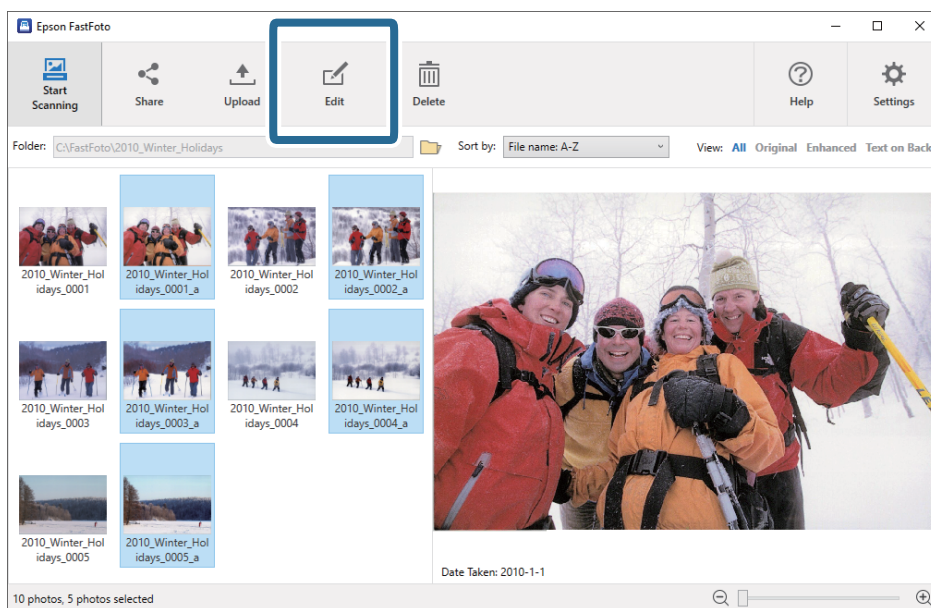 Epson FastFoto
Start
Scanning
Share
Upload
Edit
Delete
Help
Settings
Folder: C:\FastFoto\2010_Winter_Holidays
Sort by: File name: A-Z
View: All Original Enhanced Text on Back
2010_Winter_Hol
idays_0001
2010_Winter_Hol
idays_0001_a
2010_Winter_Hol
idays_0002
2010_Winter_Hol
idays_0002_a
2010_Winter_Hol
idays_0003
2010_Winter_Hol
idays_0003_a
2010_Winter_Hol
idays_0004
2010_Winter_Hol
idays_0004_a
2010_Winter_Hol
idays_0005
2010_Winter_Hol
idays_0005_a
Date Taken: 2010-1-1
10 photos, 5 photos selected